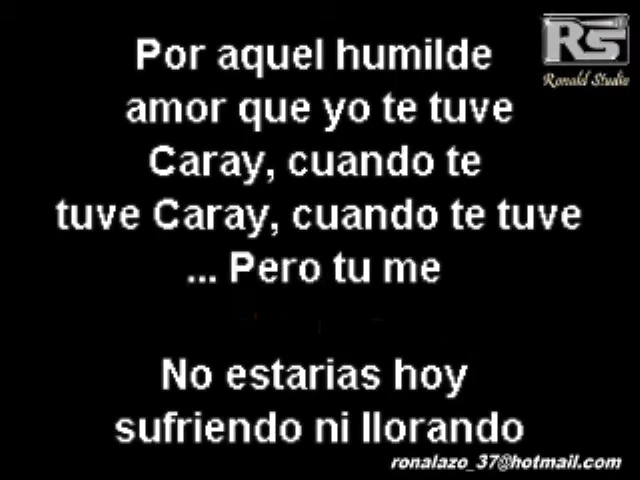 RS
Ronald Studio
Por aquel humilde
amor que yo te tuve
Caray, cuando te
tuve Caray, cuando te tuve
... Pero tu me
No estarias hoy
sufriendo ni llorando
ronalazo_37@hotmail.com